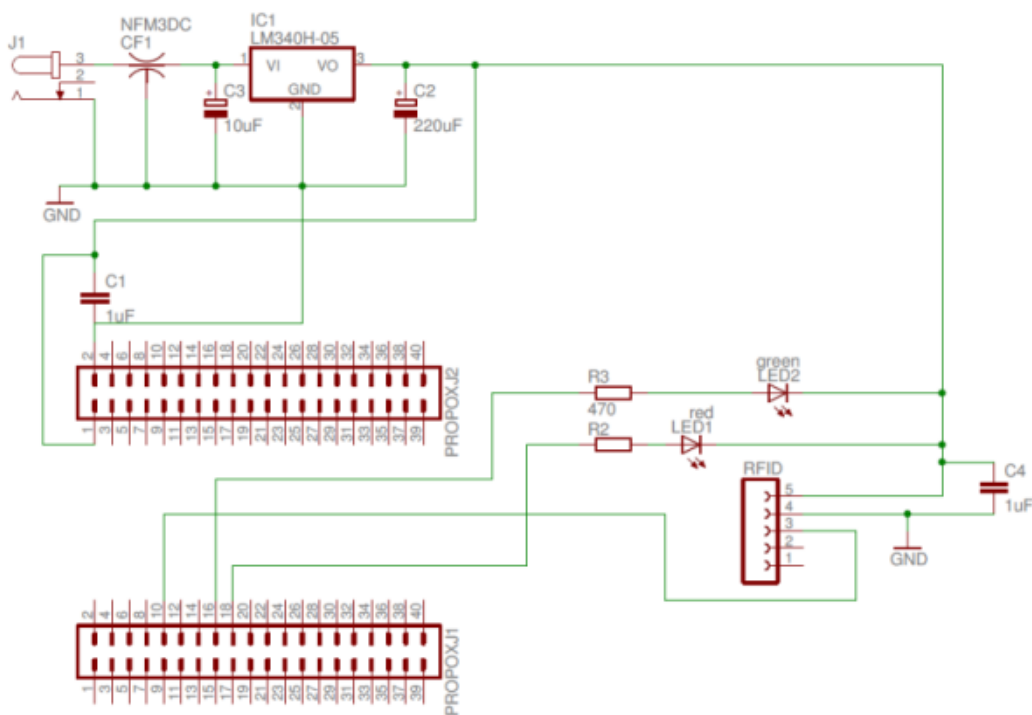 NFM3DC
CF1
IC1
LM340H-05
J1
3
2
1
1
VI
VO
3
GND
2
+
C3
10uF
+
C2
220uF
GND
C1
1uF
2 4 6 8 10 12 14 16 18 20 22 24 26 28 30 32 34 36 38 40
1 3 5 7 9 11 13 15 17 19 21 23 25 27 29 31 33 35 37 39
PROPOXJ2
R3
470
green
LED2
R2
red
LED1
RFID
5
4
3
2
1
C4
1uF
GND
2 4 6 8 10 12 14 16 18 20 22 24 26 28 30 32 34 36 38 40
1 3 5 7 9 11 13 15 17 19 21 23 25 27 29 31 33 35 37 39
PROPOXJ1